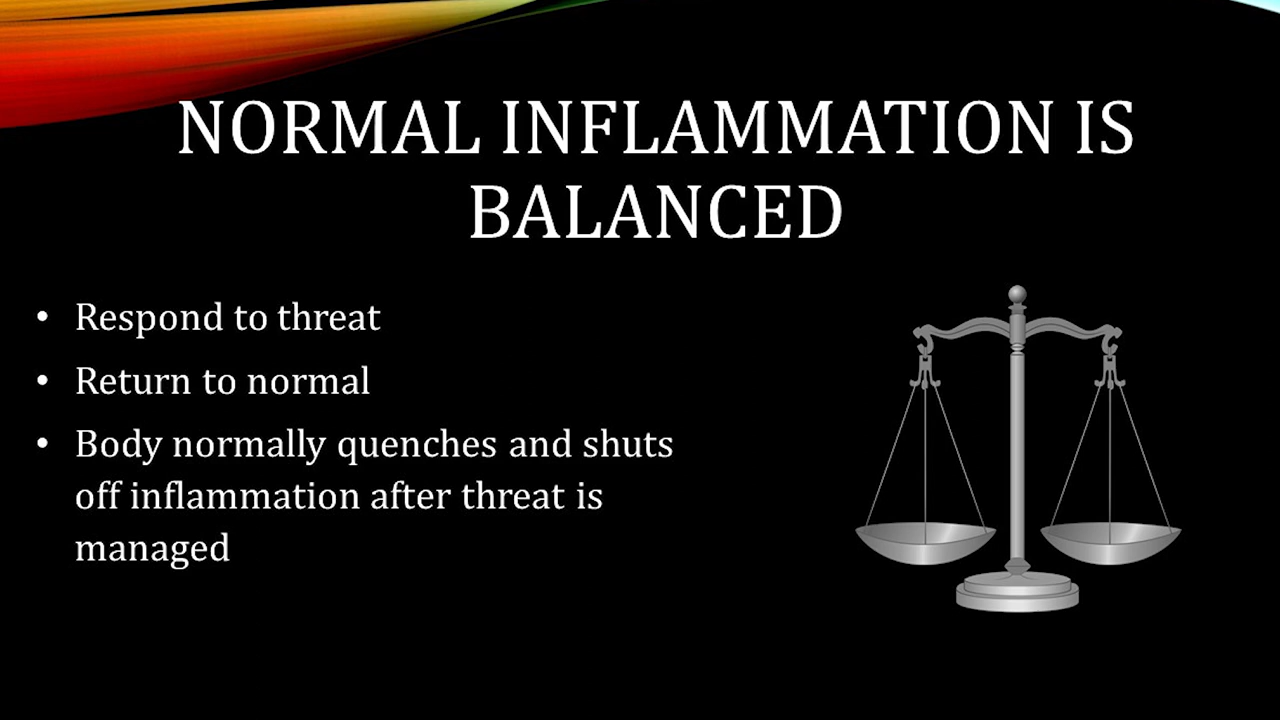 NORMAL INFLAMMATION IS
BALANCED
• Respond to threat
• Return to normal
• Body normally quenches and shuts
off inflammation after threat is
managed